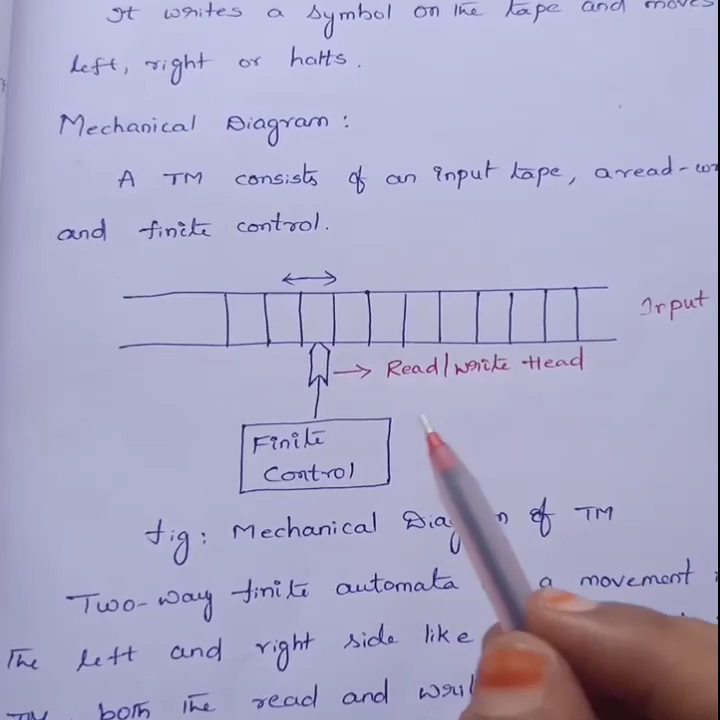 It writes a symbol on the tape and moves
left, right or halts.
Mechanical Diagram:
A TM consists of an input tape, a read-
and finite control.
Input
Read/write Head
Finite
Control
fig: Mechanical of TM
Two-way finite automata a movement
The left and right side like
TM, both the read and